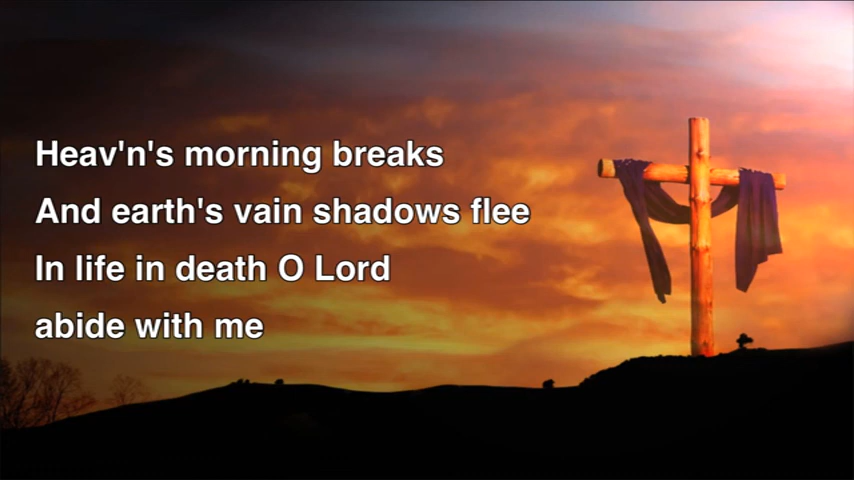 Heav'n's morning breaks
And earth's vain shadows flee
In life in death O Lord
abide with me